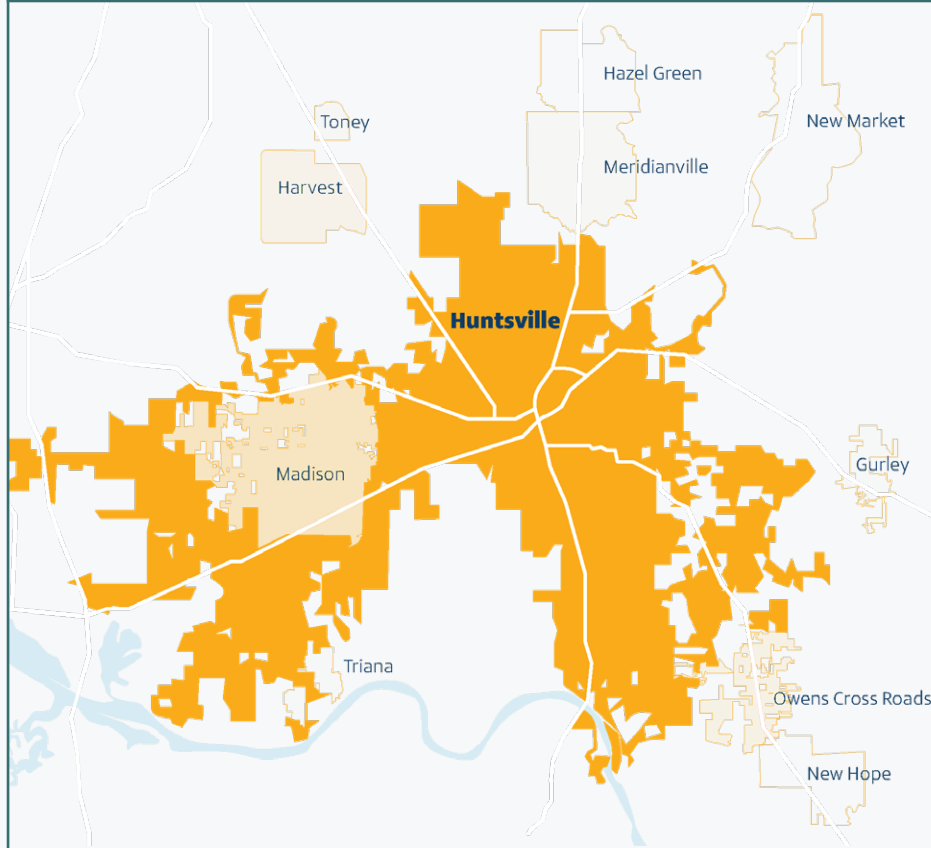 Hazel Green
New Market
Toney
Meridianville
Harvest
Huntsville
Gurley
Madison
Triana
Owens Cross Roads
New Hope